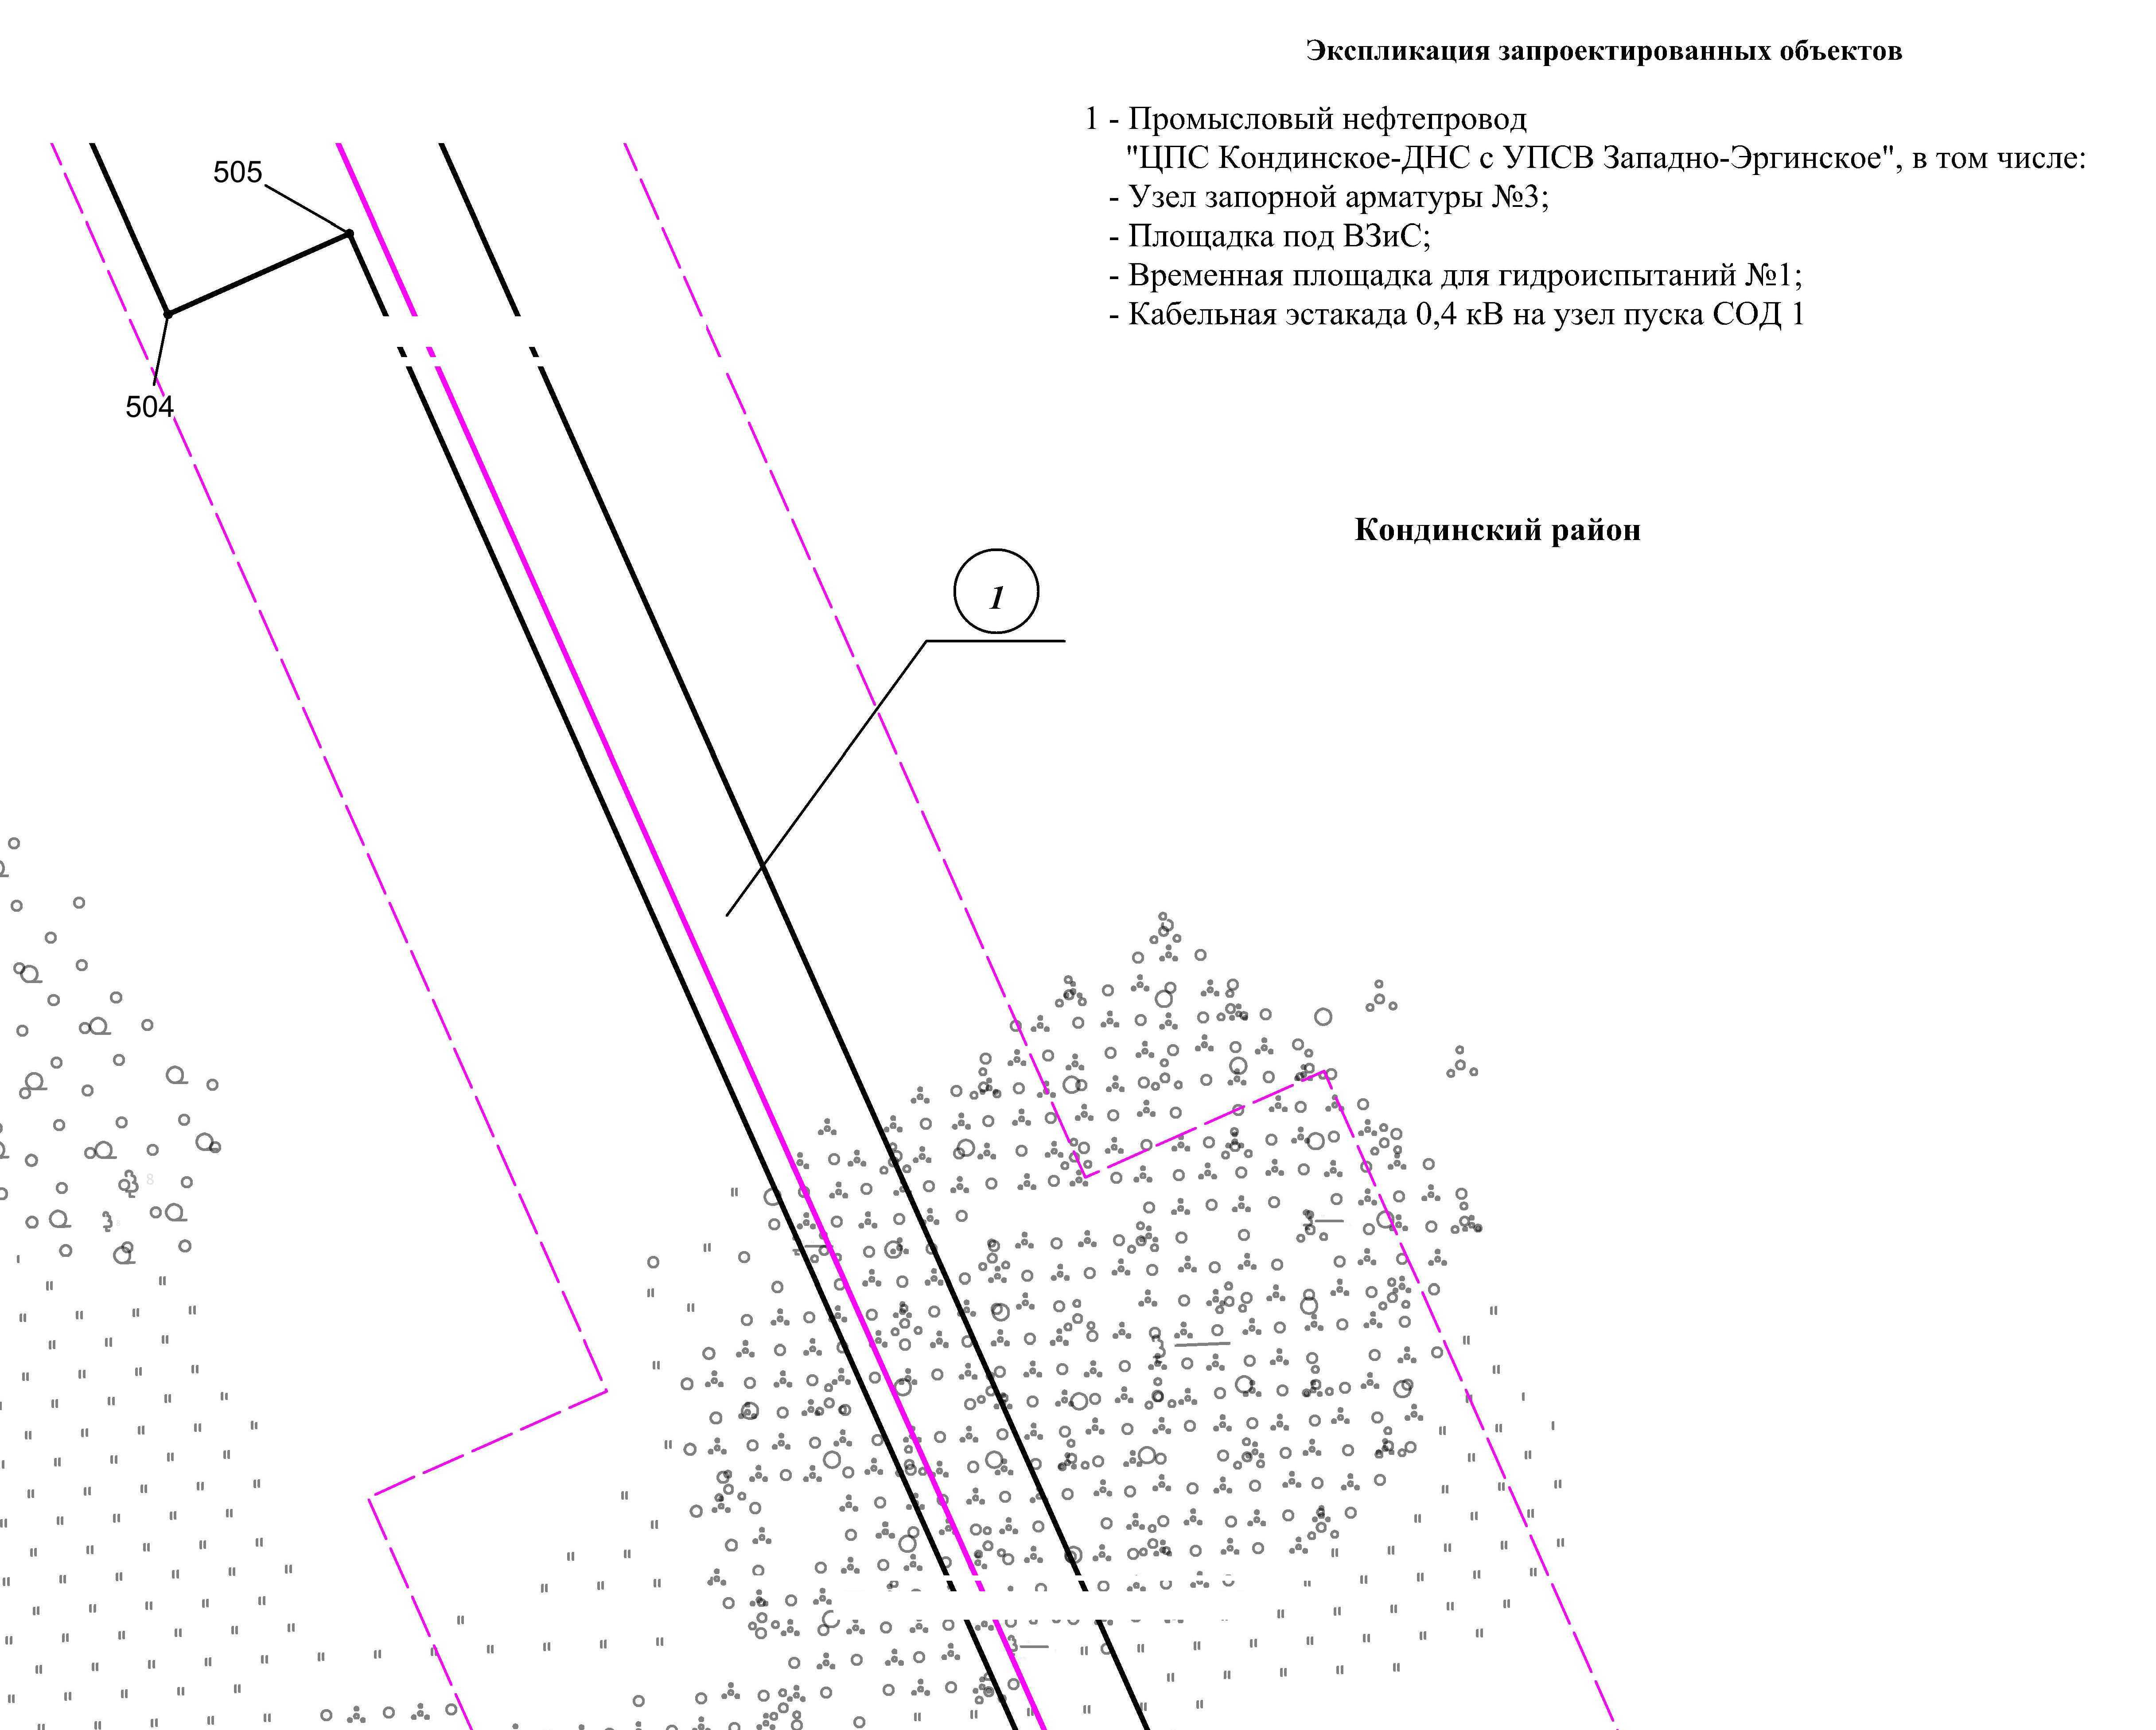 Экспликация запроектированных объектов
1 - Промысловый нефтепровод
"ЦПС Кондинское-ДНС с УПСВ Западно-Эргинское", в том числе:
- Узел запорной арматуры №3;
- Площадка под ВЗиС;
- Временная площадка для гидроиспытаний №1;
- Кабельная эстакада 0,4 кВ на узел пуска СОД 1
505
504
Кондинский район
1